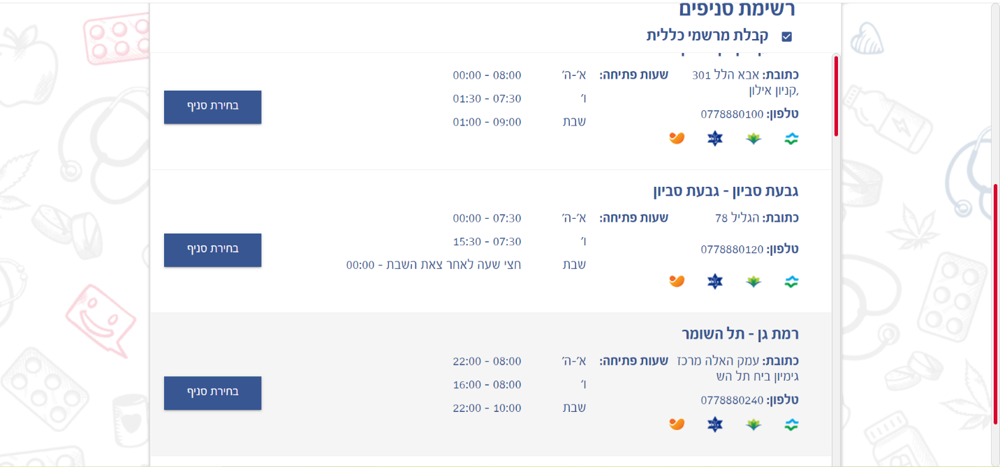 רשימת סניפים
קבלת מרשמי כללית
כתובת: אבא הלל 301 שעות פתיחה: א'-ה' 08:00 - 00:00
,קניון אילון
ו' 07:30 - 01:30
טלפון: 0778880100
שבת 09:00 - 01:00
בחירת סניף
גבעת סביון - גבעת סביון
כתובת: הגליל 78 שעות פתיחה: א'-ה' 07:30 - 00:00
ו' 07:30 - 15:30
טלפון: 0778880120
שבת חצי שעה לאחר צאת השבת - 00:00
בחירת סניף
רמת גן - תל השומר
כתובת: עמק האלה מרכז שעות פתיחה: א'-ה' 08:00 - 22:00
גימיון ביח תל הש
ו' 08:00 - 16:00
טלפון: 0778880240
שבת 10:00 - 22:00
בחירת סניף